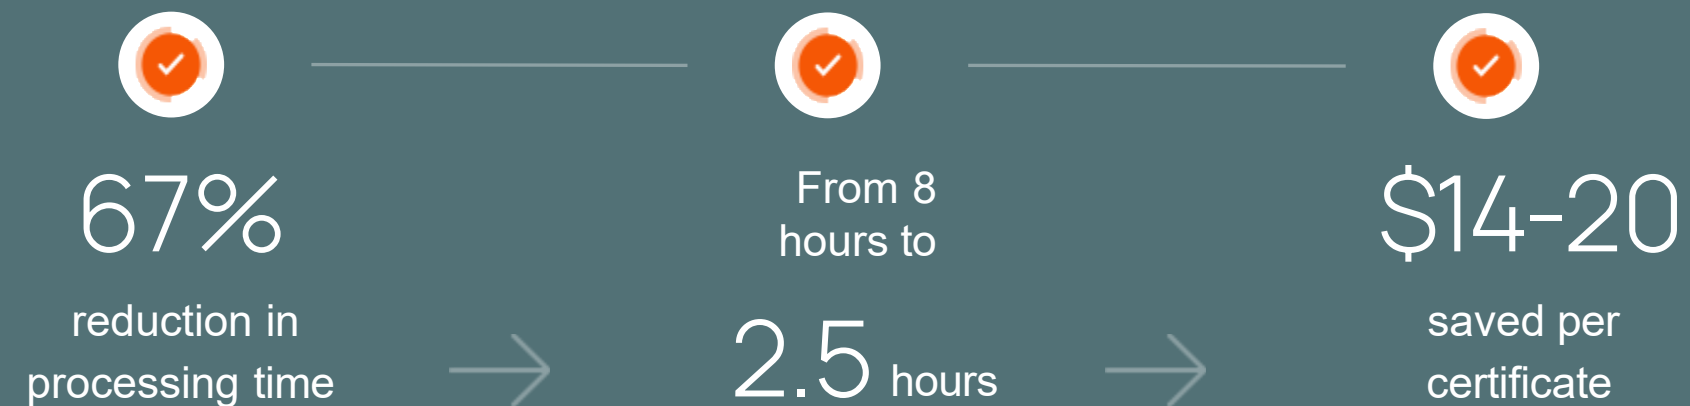 67%
reduction in
processing time
From 8
hours to
2.5 hours
$14-20
saved per
certificate